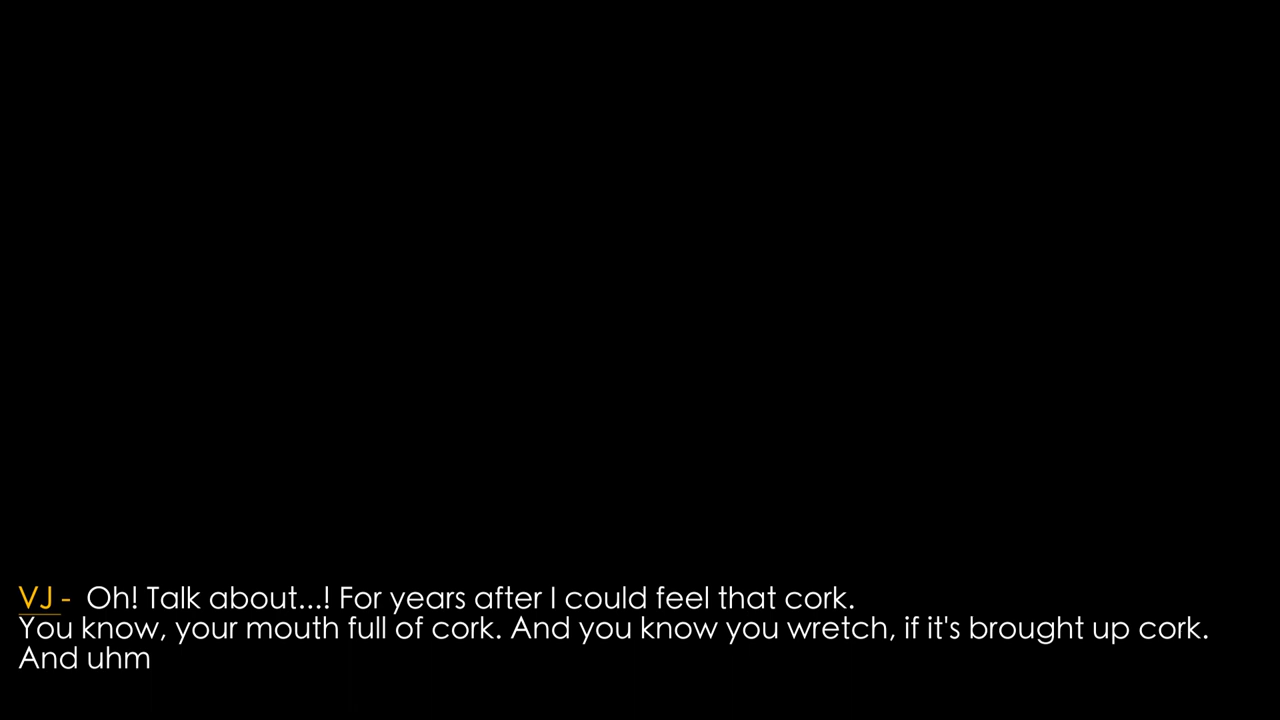 VJ - Oh! Talk about...! For years after I could feel that cork.
You know, your mouth full of cork. And you know you wretch, if it's brought up cork.
And uhm